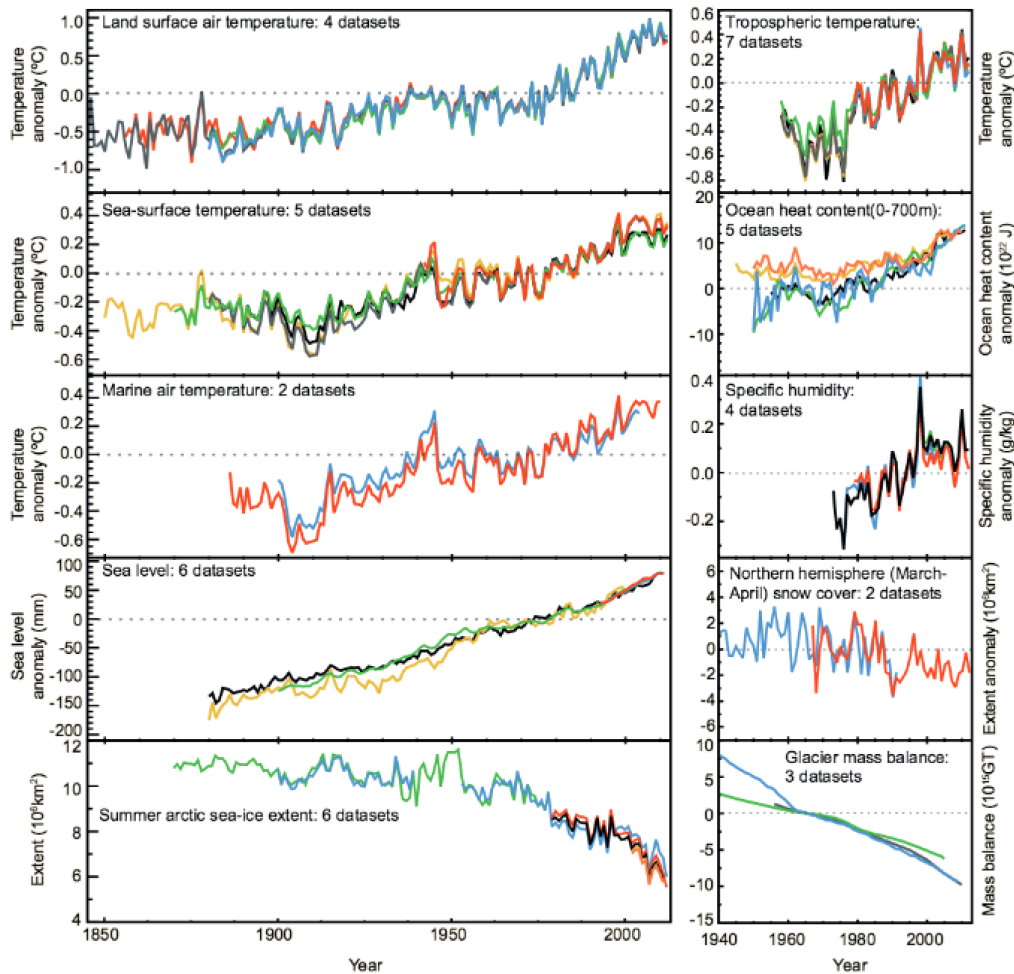 Land surface air temperature: 4 datasets
1.0
0.5
0.0
-0.5
-1.0
Temperature
anomaly (ºC)
Tropospheric temperature:
7 datasets
0.6
0.4
0.2
0.0
-0.2
-0.4
-0.6
-0.8
Temperature
anomaly (ºC)
Sea-surface temperature: 5 datasets
0.4
0.2
0.0
-0.2
-0.4
-0.6
Temperature
anomaly (ºC)
Ocean heat content(0-700m):
5 datasets
20
10
0
-10
Ocean heat content
anomaly (10²² J)
Marine air temperature: 2 datasets
0.4
0.2
0.0
-0.2
-0.4
-0.6
Temperature
anomaly (ºC)
Specific humidity:
4 datasets
0.4
0.2
0.0
-0.2
Specific humidity
anomaly (g/kg)
Sea level: 6 datasets
100
50
0
-50
-100
-150
-200
Sea level
anomaly (mm)
Northern hemisphere (March-
April) snow cover: 2 datasets
6
4
2
0
-2
-4
-6
Extent anomaly (10⁶km²)
Summer arctic sea-ice extent: 6 datasets
12
10
8
6
4
Extent (10⁶km²)
Glacier mass balance:
3 datasets
10
5
0
-5
-10
-15
Mass balance (10¹⁵GT)
1850
1900
1950
2000
Year
1940
1960
1980
2000
Year